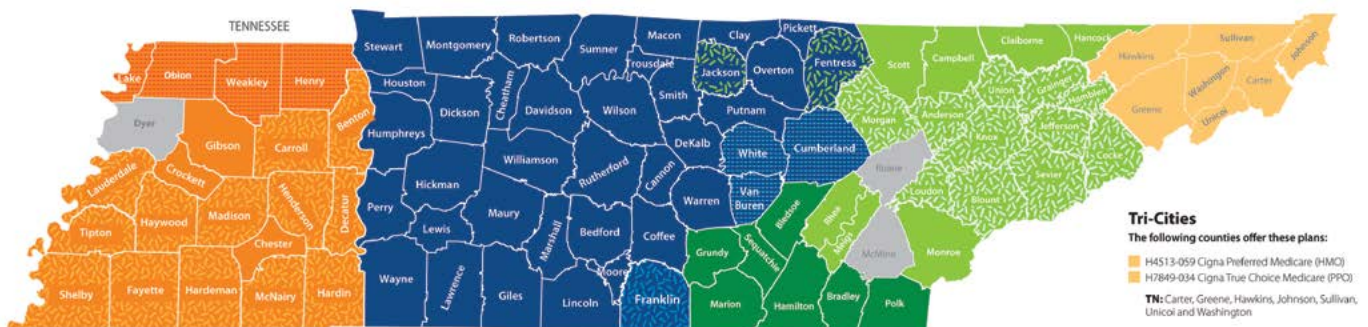 TENNESSEE
Stewart
Montgomery
Robertson
Sumner
Macon
Clay
Pickett
Trousdale
Jackson
Overton
Fentress
Scott
Campbell
Claiborne
Hancock
Hawkins
Sullivan
Johnson
Lake
Obion
Weakley
Henry
Houston
Dickson
Cheatham
Davidson
Wilson
Smith
Putnam
Morgan
Anderson
Union
Grainger
Hamblen
Greene
Washington
Carter
Unicoi
Dyer
Gibson
Carroll
Benton
Humphreys
Williamson
Rutherford
Cannon
DeKalb
White
Cumberland
Roane
Knox
Jefferson
Cocke
Sevier
Lauderdale
Crockett
Haywood
Madison
Henderson
Decatur
Perry
Hickman
Maury
Warren
Van
Buren
Bledsoe
Rhea
Loudon
Blount
Tipton
Chester
Lewis
Marshall
Bedford
Coffee
Grundy
Sequatchie
Meigs
McMinn
Monroe
Shelby
Fayette
Hardeman
McNairy
Hardin
Wayne
Lawrence
Giles
Lincoln
Moore
Franklin
Marion
Hamilton
Bradley
Polk
Tri-Cities
The following counties offer these plans:
H4513-059 Cigna Preferred Medicare (HMO)
H7849-034 Cigna True Choice Medicare (PPO)
TN: Carter, Greene, Hawkins, Johnson, Sullivan,
Unicoi and Washington